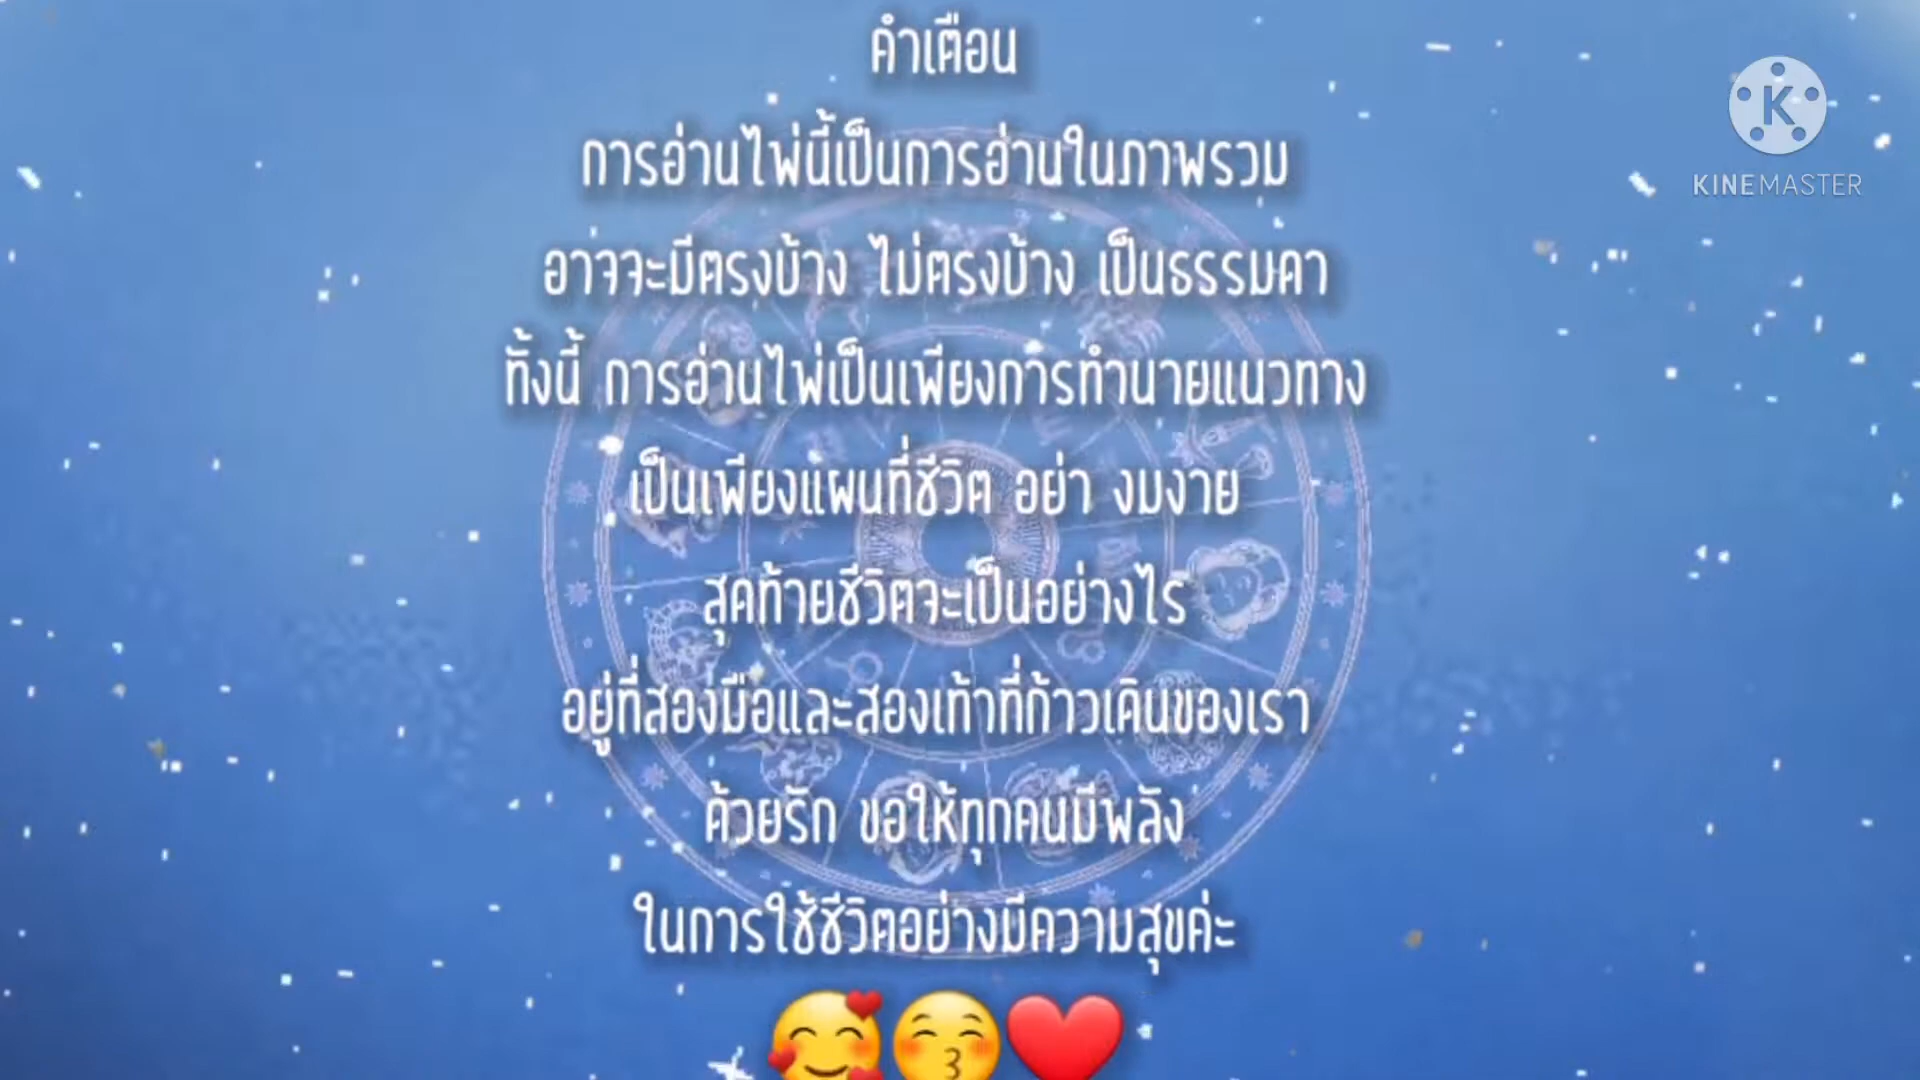 คำเตือน
การอ่านไพ่นี้เป็นการอ่านในภาพรวม
อาจจะมีตรงบ้าง ไม่ตรงบ้าง เป็นธรรมดา
ทั้งนี้ การอ่านไพ่เป็นเพียงการทำนายแนวทาง
เป็นเพียงแผนที่ชีวิต อย่า งมงาย
สุดท้ายชีวิตจะเป็นอย่างไร
อยู่ที่สองมือและสองเท้าที่ก้าวเดินของเรา
ด้วยรัก ขอให้ทุกคนมีพลัง
ในการใช้ชีวิตอย่างมีความสุขค่ะ
K
KINEMASTER